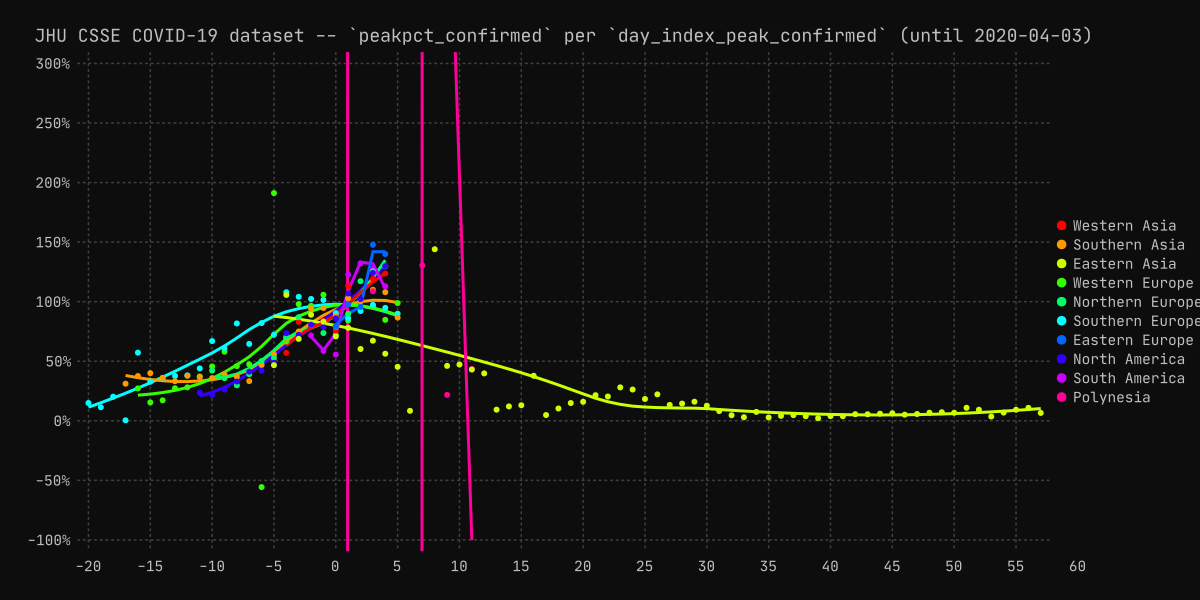 JHU CSSE COVID-19 dataset -- `peakpct_confirmed` per `day_index_peak_confirmed` (until 2020-04-03)
300%
250%
200%
150%
100%
50%
0%
-50%
-100%
-20 -15 -10 -5 0 5 10 15 20 25 30 35 40 45 50 55 60
Western Asia
Southern Asia
Eastern Asia
Western Europe
Northern Europe
Southern Europe
Eastern Europe
North America
South America
Polynesia